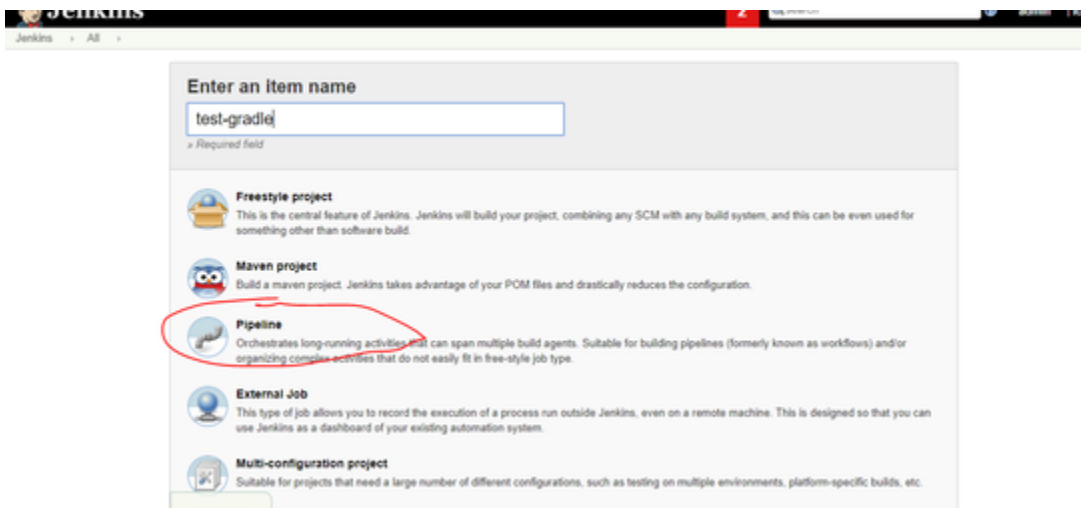 Jenkins
2
search
admin
Jenkins › All ›
Enter an item name
test-gradle
» Required field
Freestyle project
This is the central feature of Jenkins. Jenkins will build your project, combining any SCM with any build system, and this can be even used for
something other than software build.
Maven project
Build a maven project. Jenkins takes advantage of your POM files and drastically reduces the configuration.
Pipeline
Orchestrates long-running activities that can span multiple build agents. Suitable for building pipelines (formerly known as workflows) and/or
organizing complex activities that do not easily fit in free-style job type.
External Job
This type of job allows you to record the execution of a process run outside Jenkins, even on a remote machine. This is designed so that you can
use Jenkins as a dashboard of your existing automation system.
Multi-configuration project
Suitable for projects that need a large number of different configurations, such as testing on multiple environments, platform-specific builds, etc.